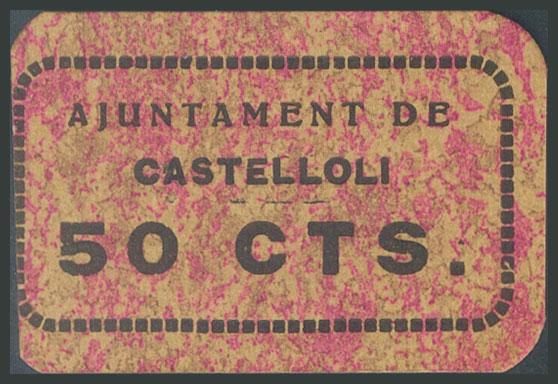 AJUNTAMENT DE
CASTELLOLI
50 CTS.